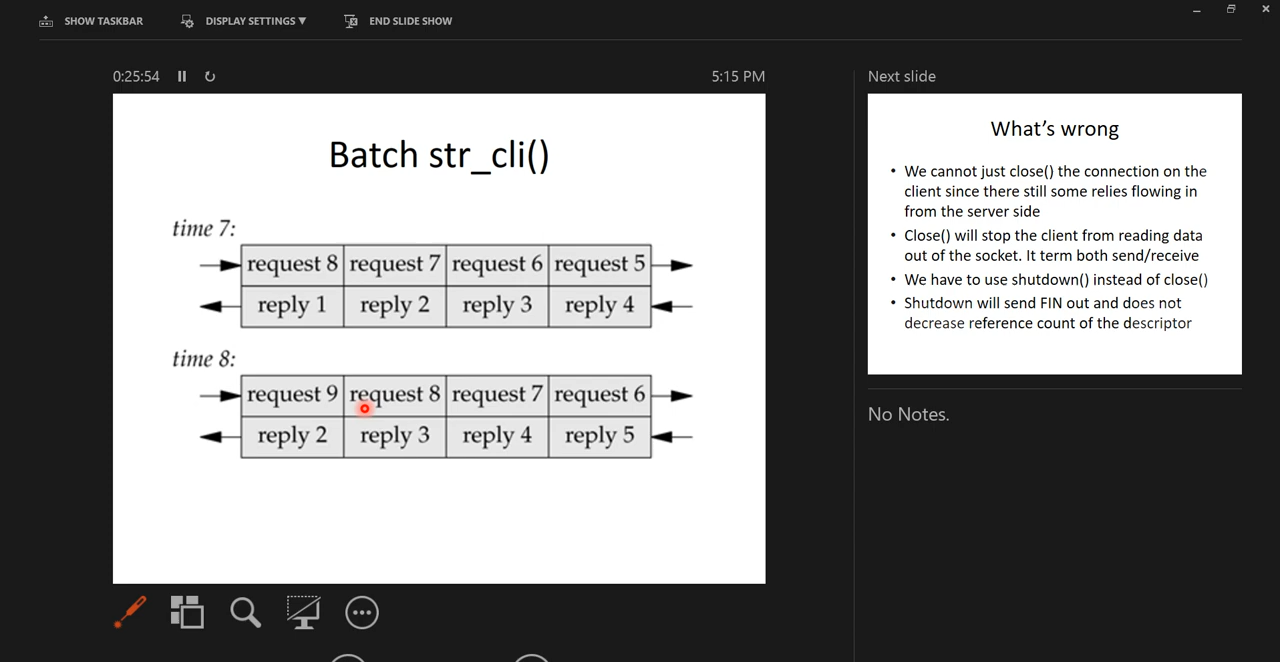 SHOW TASKBAR
DISPLAY SETTINGS ▼
END SLIDE SHOW
0:25:54
5:15 PM
Batch str_cli()
time 7:
request 8 request 7 request 6 request 5
reply 1 reply 2 reply 3 reply 4
time 8:
request 9 request 8 request 7 request 6
reply 2 reply 3 reply 4 reply 5
Next slide
What's wrong
• We cannot just close() the connection on the
client since there still some relies flowing in
from the server side
• Close() will stop the client from reading data
out of the socket. It term both send/receive
• We have to use shutdown() instead of close()
• Shutdown will send FIN out and does not
decrease reference count of the descriptor
No Notes.